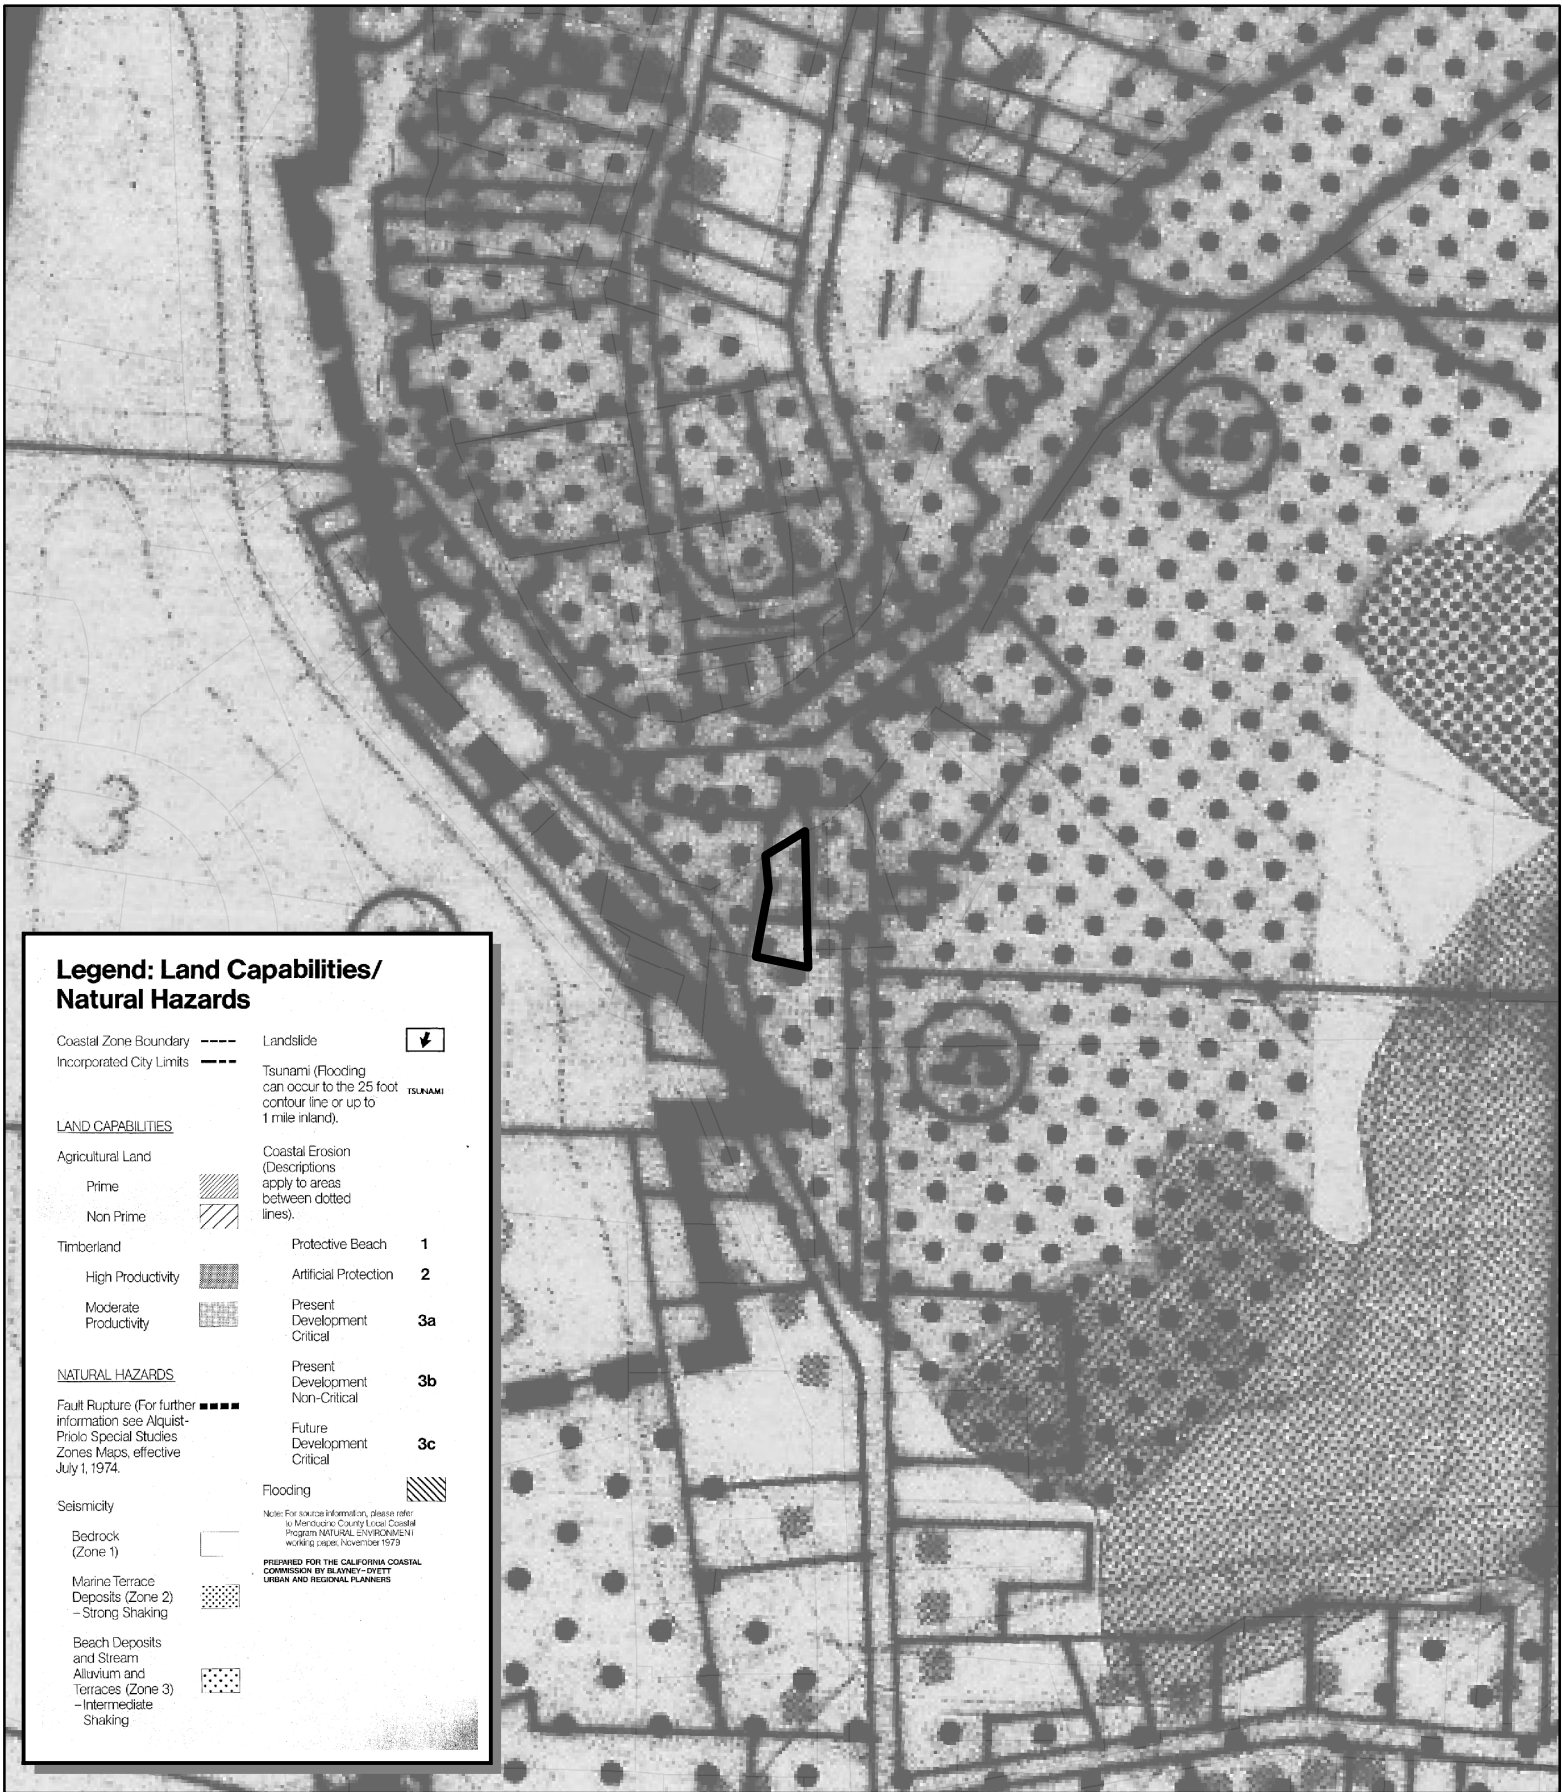 26
13
Legend: Land Capabilities/
Natural Hazards
Coastal Zone Boundary
Incorporated City Limits
LAND CAPABILITIES
Agricultural Land
Prime
Non Prime
Timberland
High Productivity
Moderate
Productivity
NATURAL HAZARDS
Fault Rupture (For further
information see Alquist-
Priolo Special Studies
Zones Maps, effective
July 1, 1974.
Seismicity
Bedrock
(Zone 1)
Marine Terrace
Deposits (Zone 2)
– Strong Shaking
Beach Deposits
and Stream
Alluvium and
Terraces (Zone 3)
– Intermediate
Shaking
Landslide
Tsunami (Flooding
can occur to the 25 foot
contour line or up to
1 mile inland).
TSUNAMI
Coastal Erosion
(Descriptions
apply to areas
between dotted
lines).
Protective Beach 1
Artificial Protection 2
Present
Development
Critical
3a
Present
Development
Non-Critical
3b
Future
Development
Critical
3c
Flooding
Note: For source information, please refer
to Mendocino County Local Coastal
Program NATURAL ENVIRONMENT
working paper, November 1979
PREPARED FOR THE CALIFORNIA COASTAL
COMMISSION BY BLAYNEY–DYETT
URBAN AND REGIONAL PLANNERS